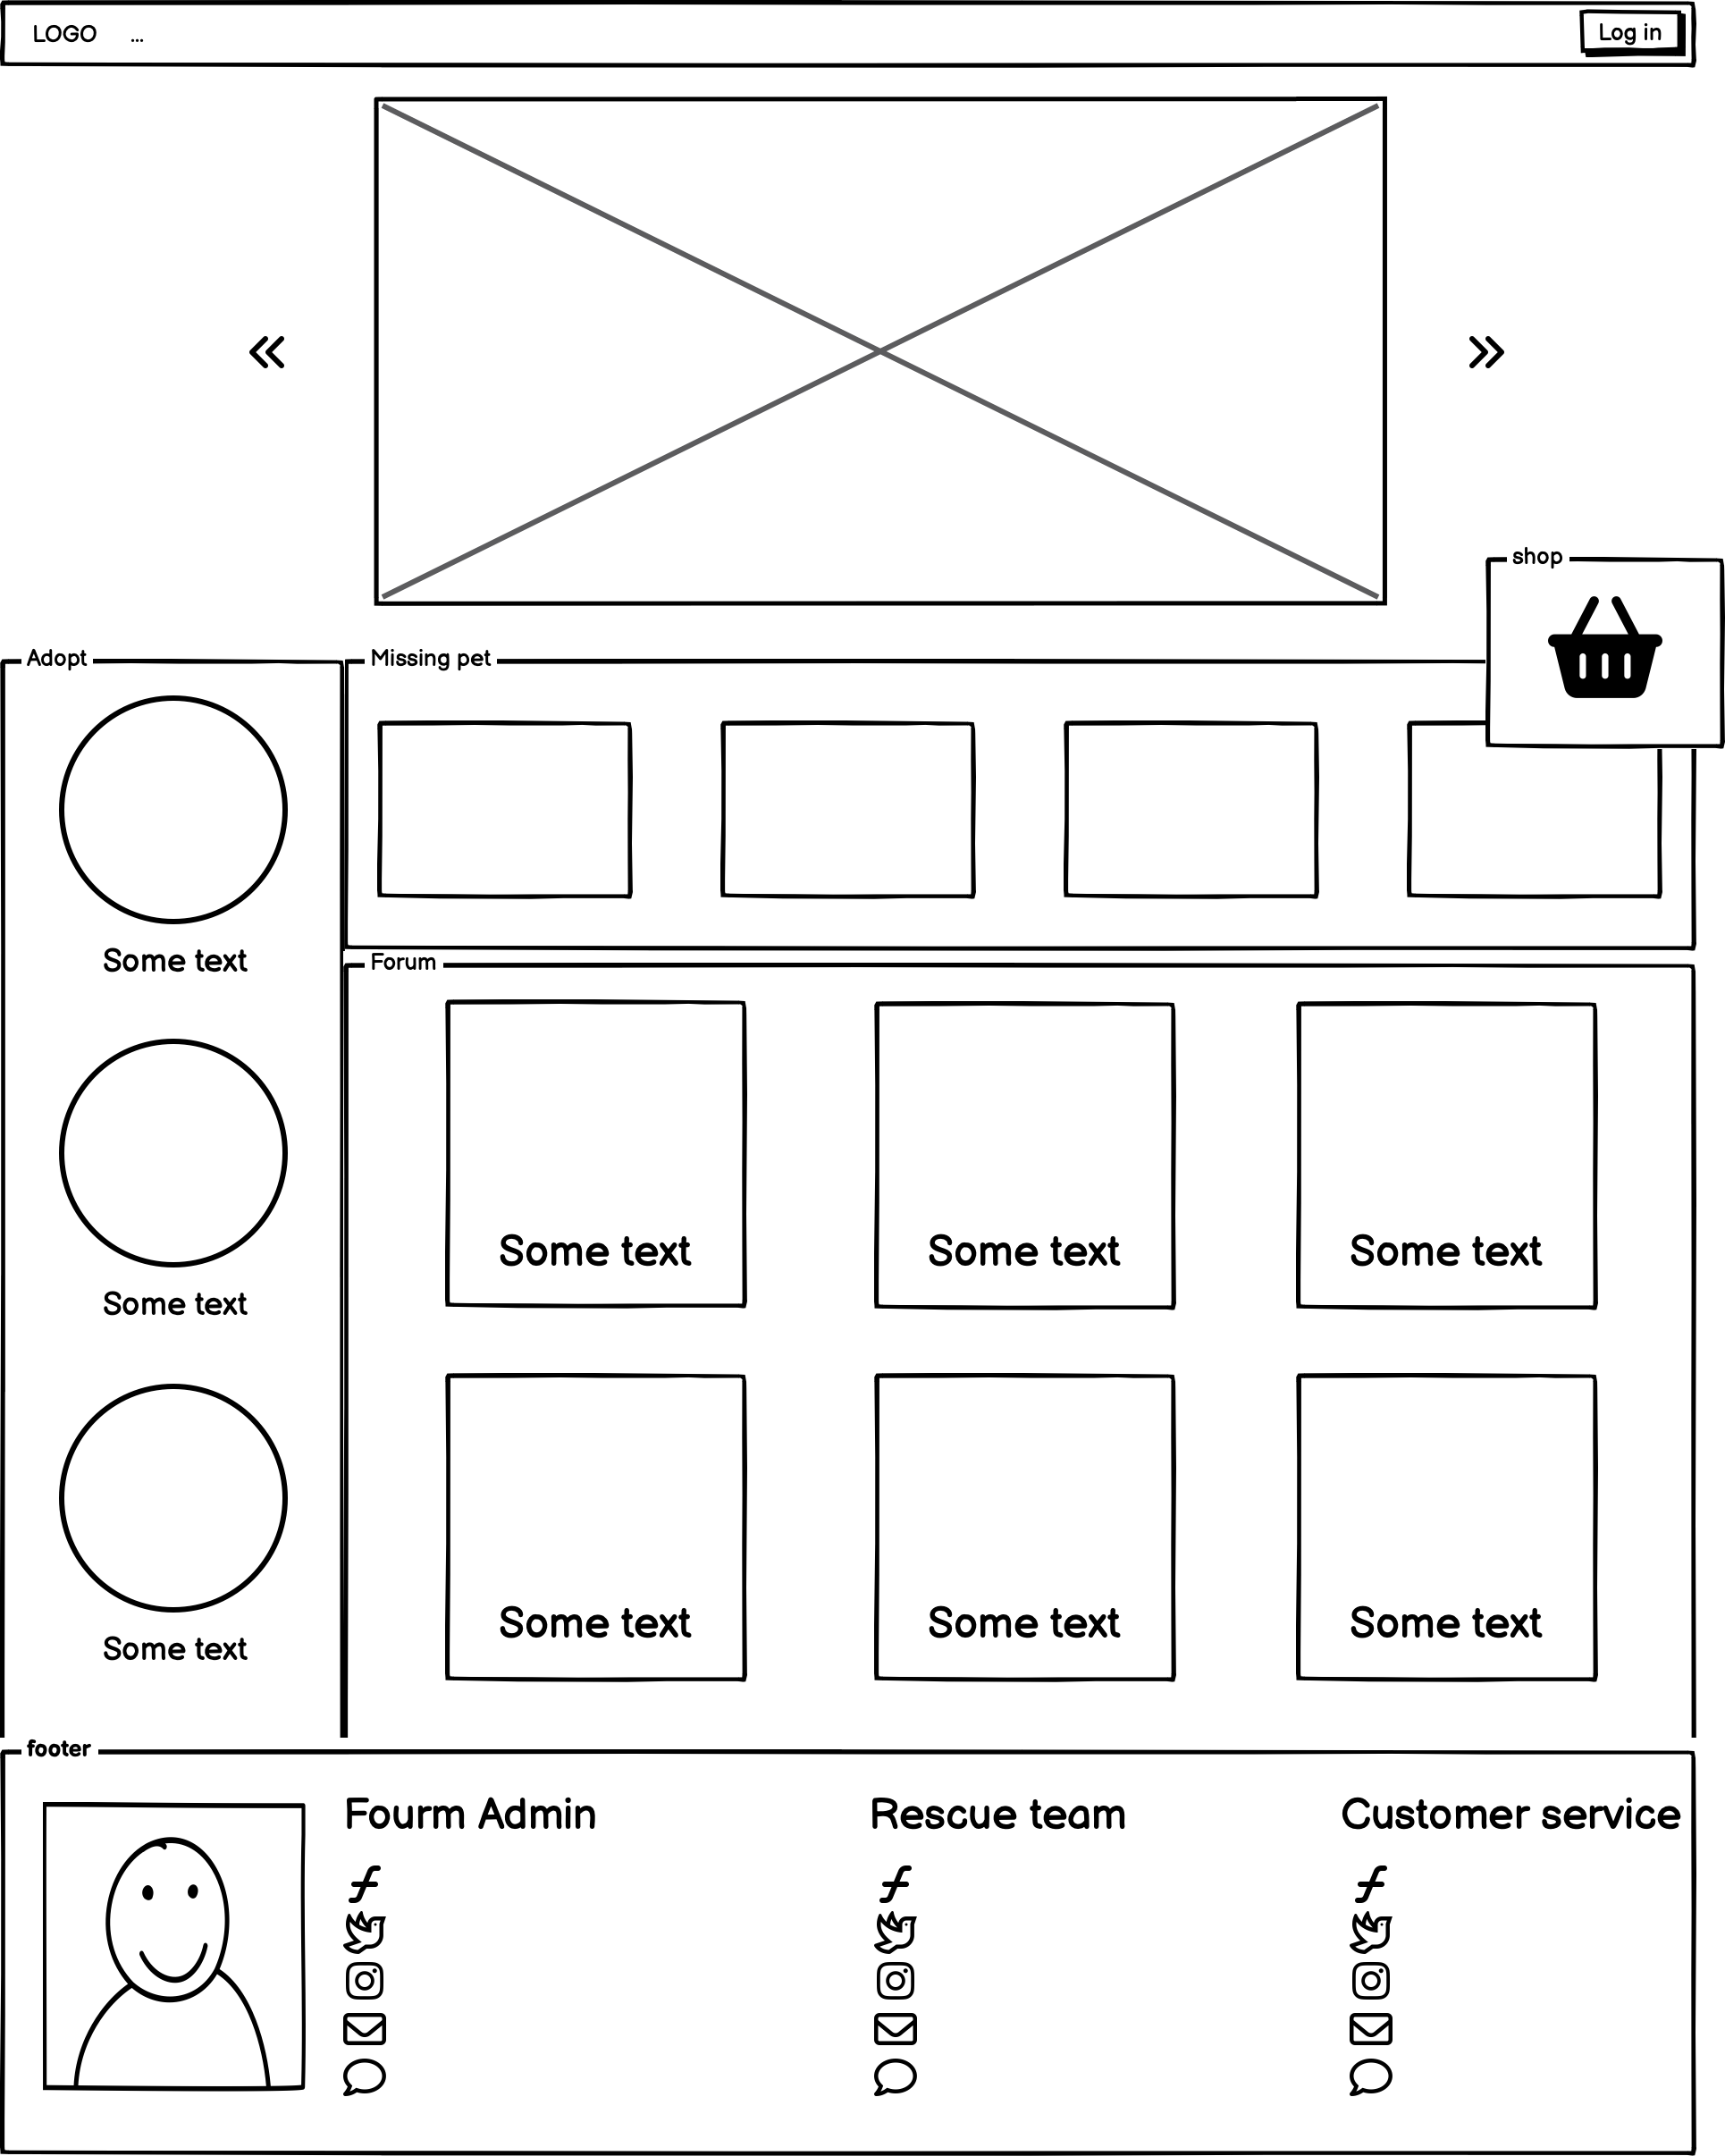 LOGO ... Log in
shop
Adopt
Missing pet
Some text
Forum
Some text Some text Some text
Some text
Some text Some text Some text
Some text
footer
Fourm Admin Rescue team Customer service